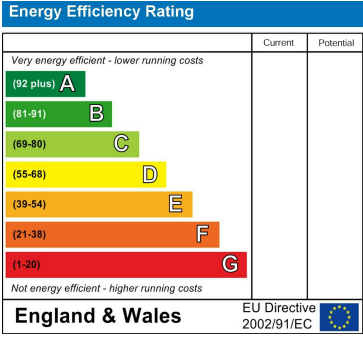 Energy Efficiency Rating
Current Potential
Very energy efficient - lower running costs
(92 plus) A
(81-91) B
(69-80) C
(55-68) D
(39-54) E
(21-38) F
(1-20) G
Not energy efficient - higher running costs
England & Wales
EU Directive
2002/91/EC